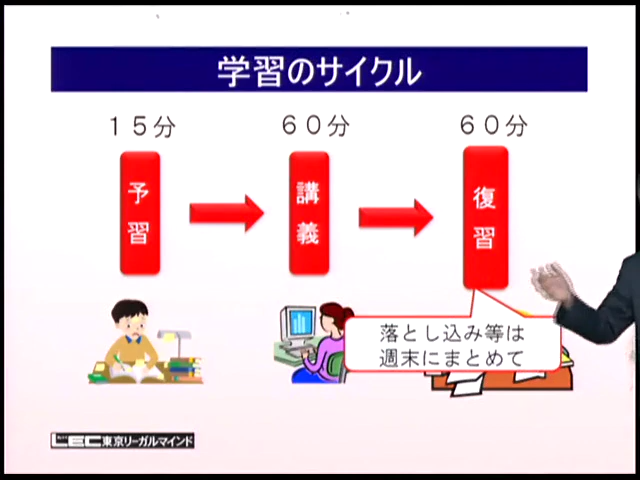 学習のサイクル
１５分
６０分
６０分
予習
講義
復習
落とし込み等は
週末にまとめて
LEC東京リーガルマインド